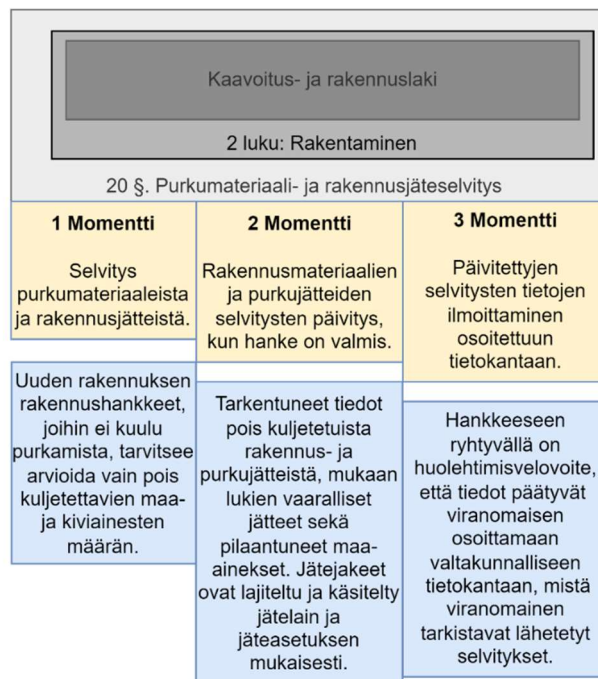 Kaavoitus- ja rakennuslaki
2 luku: Rakentaminen
20 §. Purkumateriaali- ja rakennusjäteselvitys
1 Momentti
Selvitys
purkumateriaaleista
ja rakennusjätteistä.
Uuden rakennuksen
rakennushankkeet,
joihin ei kuulu
purkamista, tarvitsee
arvioida vain pois
kuljetettavien maa-
ja kiviainesten
määrän.
2 Momentti
Rakennusmateriaalien
ja purkujätteiden
selvitysten päivitys,
kun hanke on valmis.
Tarkentuneet tiedot
pois kuljetetuista
rakennus- ja
purkujätteistä, mukaan
lukien vaaralliset
jätteet sekä
pilaantuneet maa-
ainekset. Jätejakeet
ovat lajiteltu ja käsitelty
jätelain ja
jäteasetuksen
mukaisesti.
3 Momentti
Päivitettyjen
selvitysten tietojen
ilmoittaminen
osoitettuun
tietokantaan.
Hankkeeseen
ryhtyvällä on
huolehtimisvelovoite,
että tiedot päätyvät
viranomaisen
osoittamaan
valtakunnalliseen
tietokantaan, mistä
viranomainen
tarkistavat lähetetyt
selvitykset.